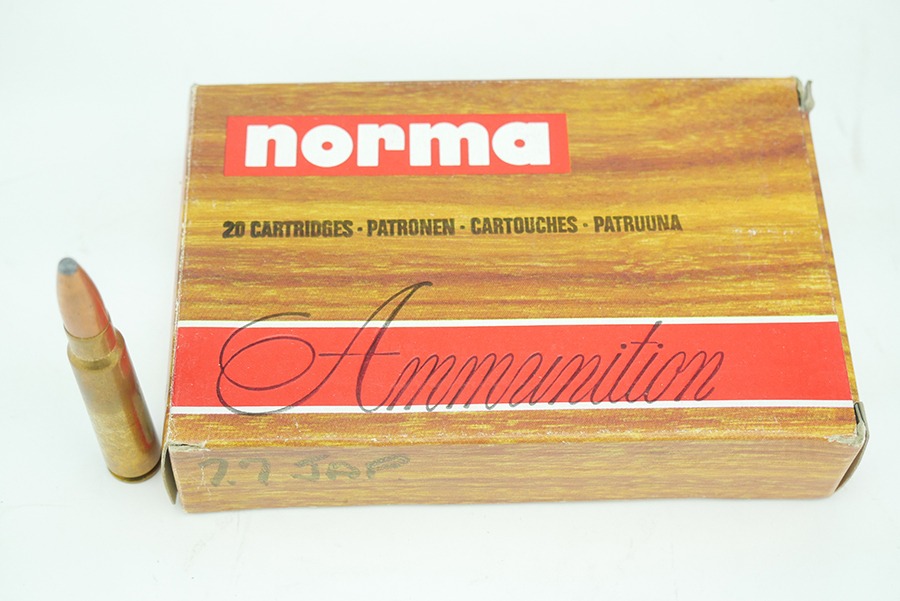 norma
20 CARTRIDGES · PATRONEN · CARTOUCHES · PATRUUNA
Ammunition
7.7 JAP